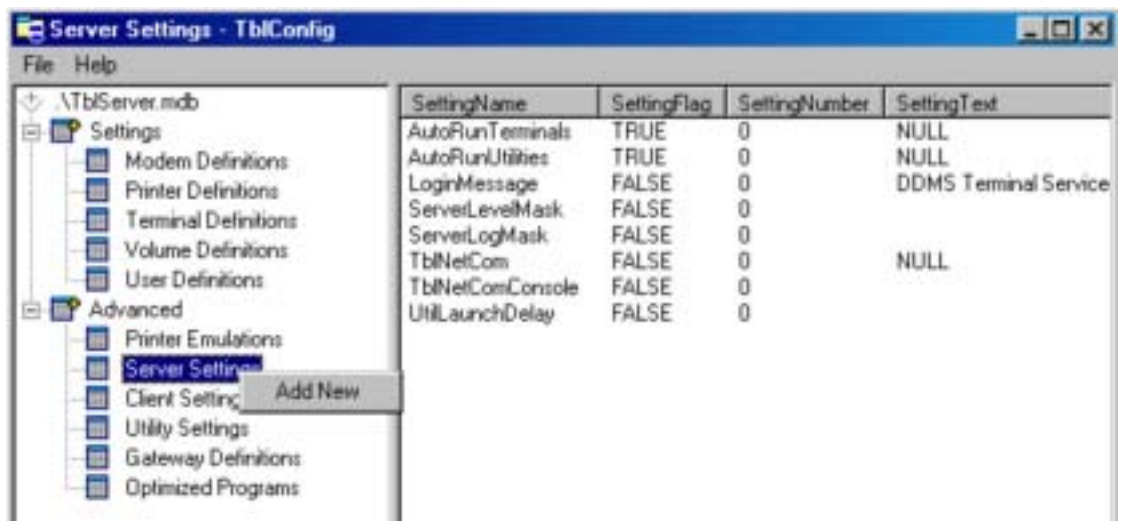 Server Settings - TblConfig
File Help
.\TblServer.mdb
Settings
Modem Definitions
Printer Definitions
Terminal Definitions
Volume Definitions
User Definitions
Advanced
Printer Emulations
Server Settings
Client Setting
Utility Settings
Gateway Definitions
Optimized Programs
Add New
SettingName SettingFlag SettingNumber SettingText
AutoRunTerminals TRUE 0 NULL
AutoRunUtilities TRUE 0 NULL
LoginMessage FALSE 0 DDMS Terminal Service
ServerLevelMask FALSE 0
ServerLogMask FALSE 0
TblNetCom FALSE 0 NULL
TblNetComConsole FALSE 0
UtilLaunchDelay FALSE 0